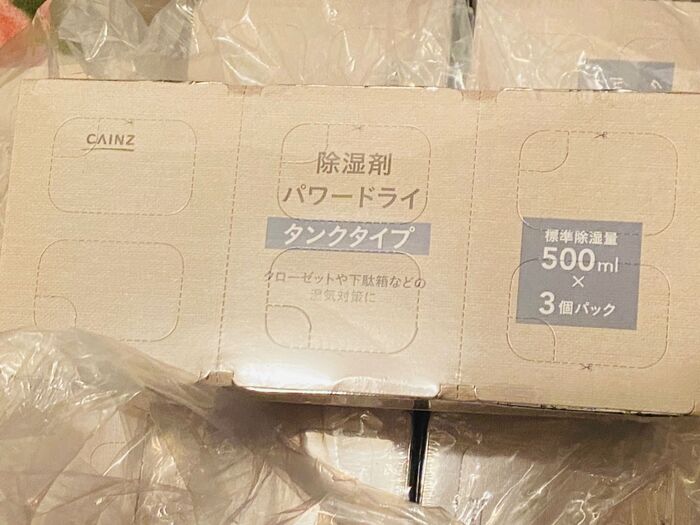 CAINZ
除湿剤
パワードライ
タンクタイプ
クローゼットや下駄箱などの
湿気対策に
標準除湿量
500ml
×
3個パック